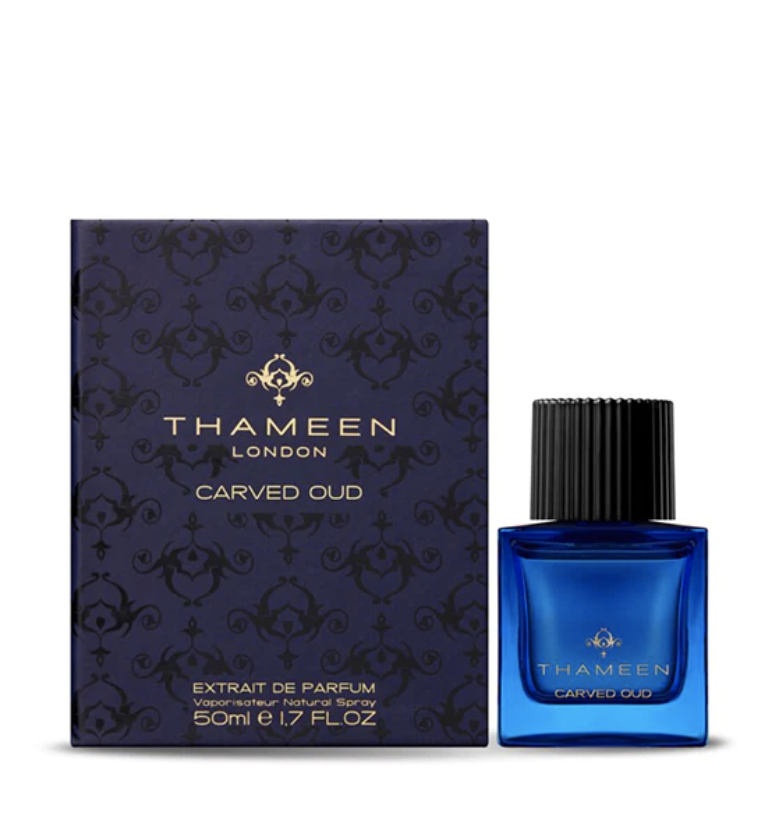 THAMEEN
LONDON
CARVED OUD
EXTRAIT DE PARFUM
Vaporisateur Natural Spray
50ml e 1,7 FL.OZ
THAMEEN
CARVED OUD